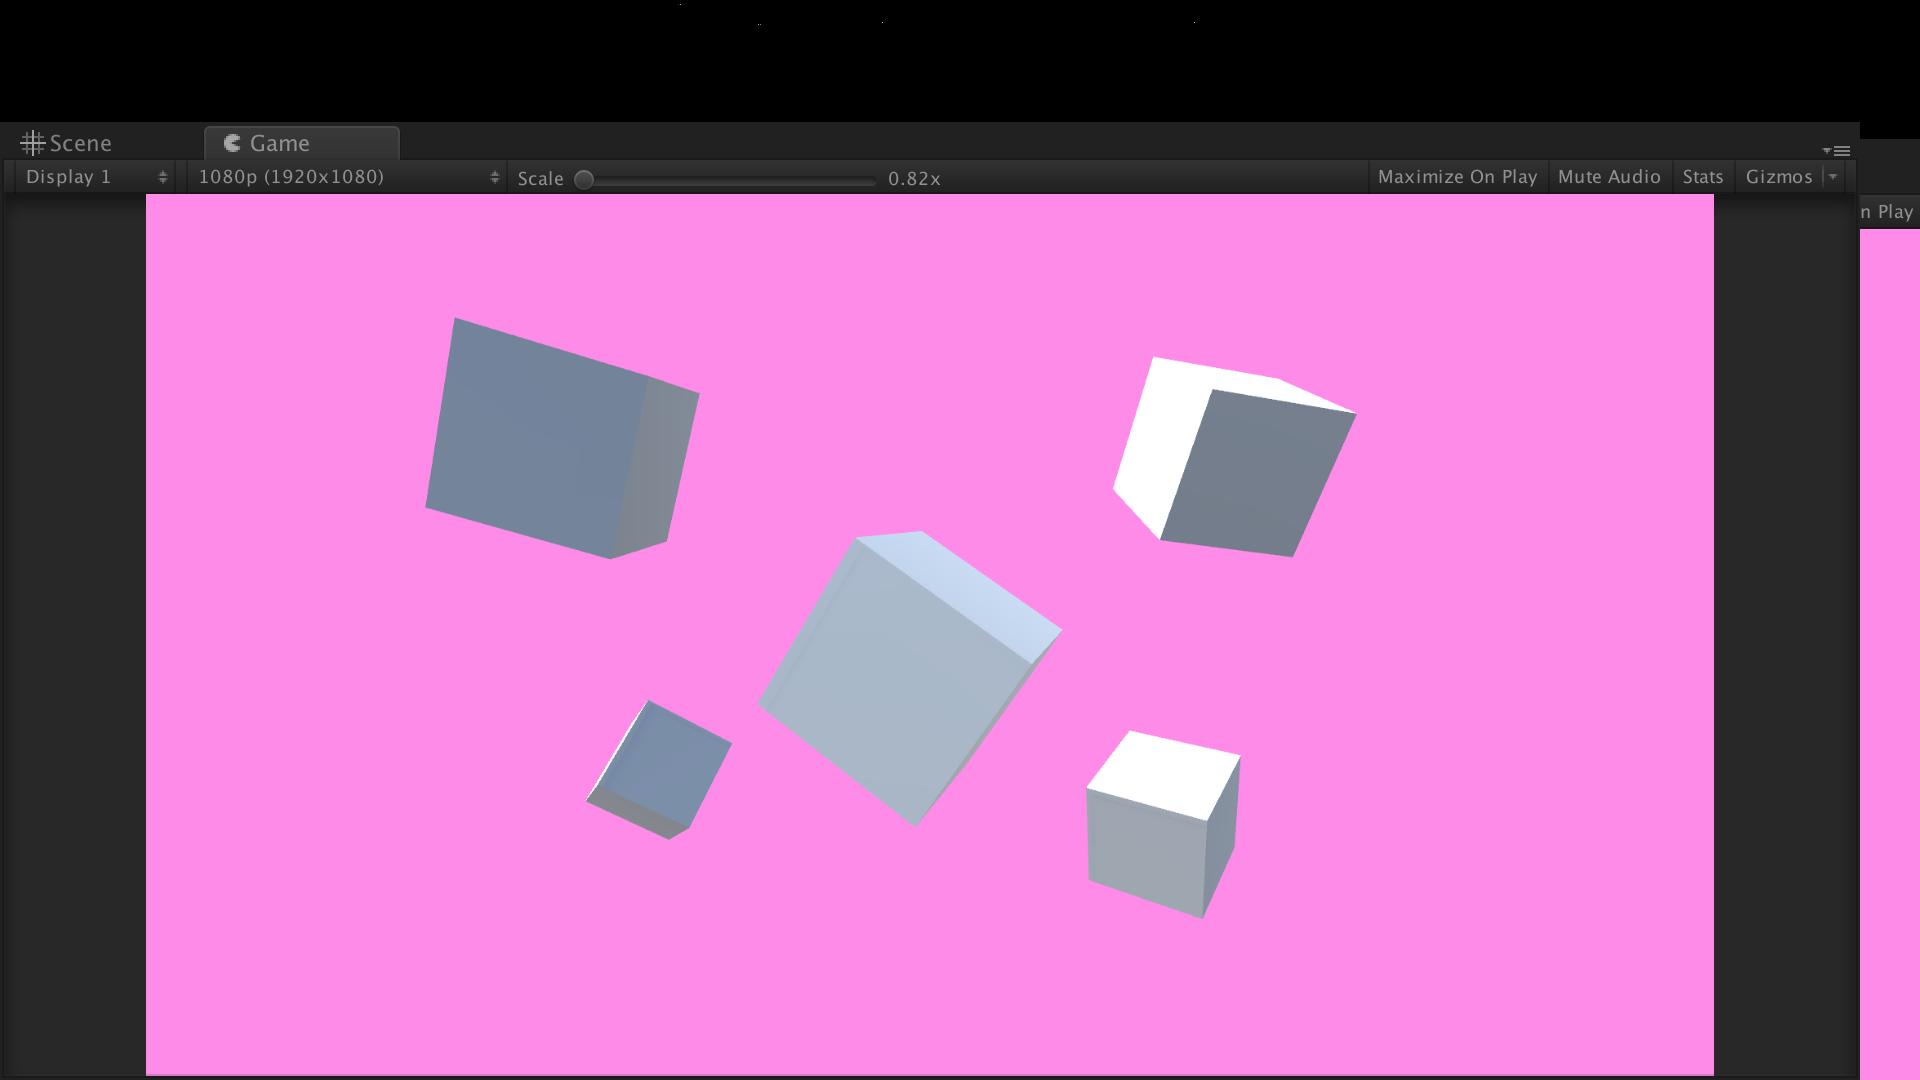 Scene
Game
Display 1
1080p (1920x1080)
Scale
0.82x
Maximize On Play
Mute Audio
Stats
Gizmos
n Play